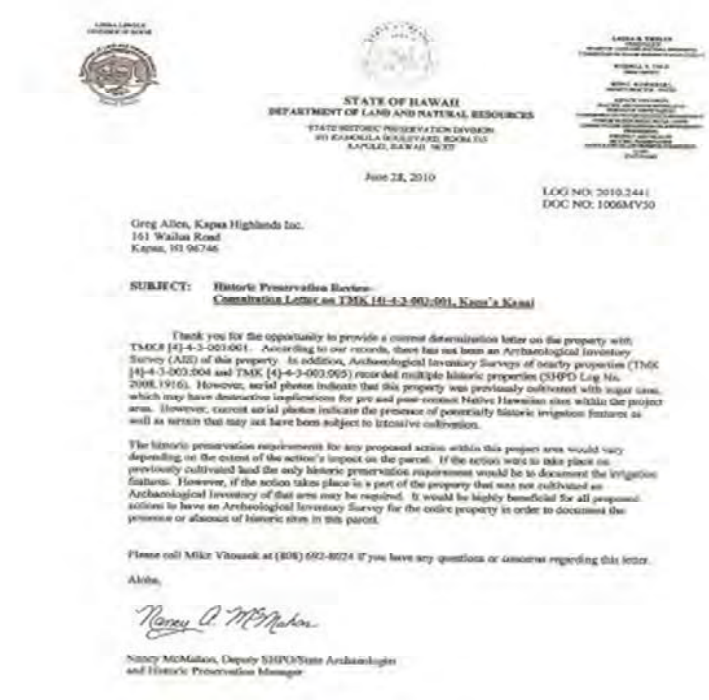 LINDA LINGLE
GOVERNOR OF HAWAII
STATE OF HAWAII
DEPARTMENT OF LAND AND NATURAL RESOURCES
STATE HISTORIC PRESERVATION DIVISION
601 KAMOKILA BOULEVARD, ROOM 555
KAPOLEI, HAWAII 96707
June 28, 2010
LOG NO: 2010.2441
DOC NO: 1006MV50
Greg Allen, Kapaa Highlands Inc.
161 Wailua Road
Kapaa, HI 96746
SUBJECT: Historic Preservation Review-
Consultation Letter on TMK [4]-4-3-003:001, Kapa'a Kauai
Thank you for the opportunity to provide a current determination letter on the property with
TMK# [4]-4-3-003:001. According to our records, there has not been an Archaeological Inventory
Survey (AIS) of this property. In addition, Archaeological Inventory Surveys of nearby properties (TMK
[4]-4-3-003:004 and TMK [4]-4-3-003:005) recorded multiple historic properties (SHPD Log No.
2008.1916). However, aerial photos indicate that this property was previously cultivated with sugar cane,
which may have destructive implications for pre and post-contact Native Hawaiian sites within the project
area. However, current aerial photos indicate the presence of potentially historic irrigation features as
well as terrain that may not have been subject to intensive cultivation.
The historic preservation requirements for any proposed action within this project area would vary
depending on the extent of the action's impact on the parcel. If the action were to take place on
previously cultivated land the only historic preservation requirement would be to document the irrigation
features. However, if the action takes place in a part of the property that was not cultivated an
Archaeological Inventory of that area may be required. It would be highly beneficial for all proposed
actions to have an Archeological Inventory Survey for the entire property in order to document the
presence or absence of historic sites in this parcel.
Please call Mike Vitousek at (808) 692-8024 if you have any questions or concerns regarding this letter.
Aloha,
Nancy A. McMahon
Nancy McMahon, Deputy SHPO/State Archaeologist
and Historic Preservation Manager